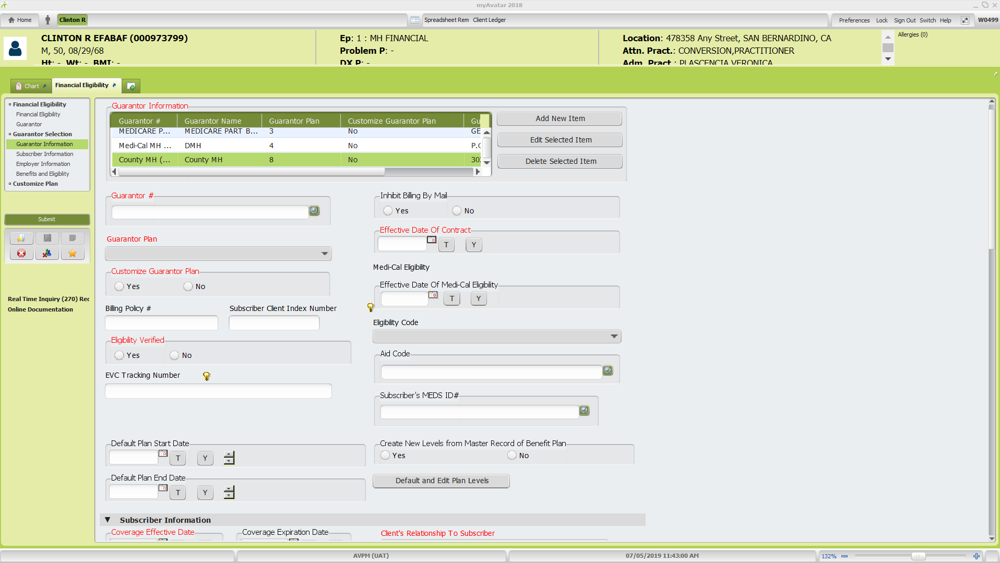 myAvatar 2018
Home
Clinton R
Spreadsheet Rem Client Ledger
Preferences Lock Sign Out Switch Help W0499
CLINTON R EFABAF (000973799)
M, 50, 08/29/68
Ht: - Wt: - BMI: -
Ep: 1 : MH FINANCIAL
Problem P: -
DX P: -
Location: 478358 Any Street, SAN BERNARDINO, CA
Attn. Pract.: CONVERSION,PRACTITIONER
Adm. Pract.: PLASCENCIA,VERONICA
Allergies (0)
Chart
Financial Eligibility
Financial Eligibility
Financial Eligibility
Guarantor
Guarantor Selection
Guarantor Information
Subscriber Information
Employer Information
Benefits and Eligiblity
Customize Plan
Submit
Real Time Inquiry (270) Rec
Online Documentation
Guarantor Information
Guarantor # Guarantor Name Guarantor Plan Customize Guarantor Plan Gu
MEDICARE P... MEDICARE PART B... 3 No GE
Medi-Cal MH ... DMH 4 No P.O
County MH (... County MH 8 No 303
Add New Item
Edit Selected Item
Delete Selected Item
Guarantor #
Guarantor Plan
Customize Guarantor Plan
Yes No
Billing Policy # Subscriber Client Index Number
Eligibility Verified
Yes No
EVC Tracking Number
Default Plan Start Date
T Y
Default Plan End Date
T Y
Inhibit Billing By Mail
Yes No
Effective Date Of Contract
T Y
Medi-Cal Eligibility
Effective Date Of Medi-Cal Eligibility
T Y
Eligibility Code
Aid Code
Subscriber's MEDS ID#
Create New Levels from Master Record of Benefit Plan
Yes No
Default and Edit Plan Levels
Subscriber Information
Coverage Effective Date Coverage Expiration Date Client's Relationship To Subscriber
AVPM (UAT)
07/05/2019 11:43:00 AM
132%